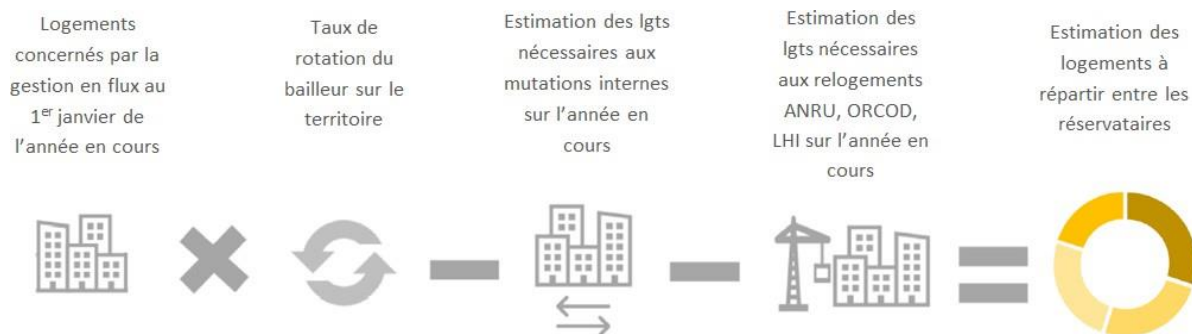 Logements
concernés par la
gestion en flux au
1er janvier de
l’année en cours
Taux de
rotation du
bailleur sur le
territoire
Estimation des lgts
nécessaires aux
mutations internes
sur l’année en
cours
Estimation des
lgts nécessaires
aux relogements
ANRU, ORCOD,
LHI sur l’année en
cours
Estimation des
logements à
répartir entre les
réservataires